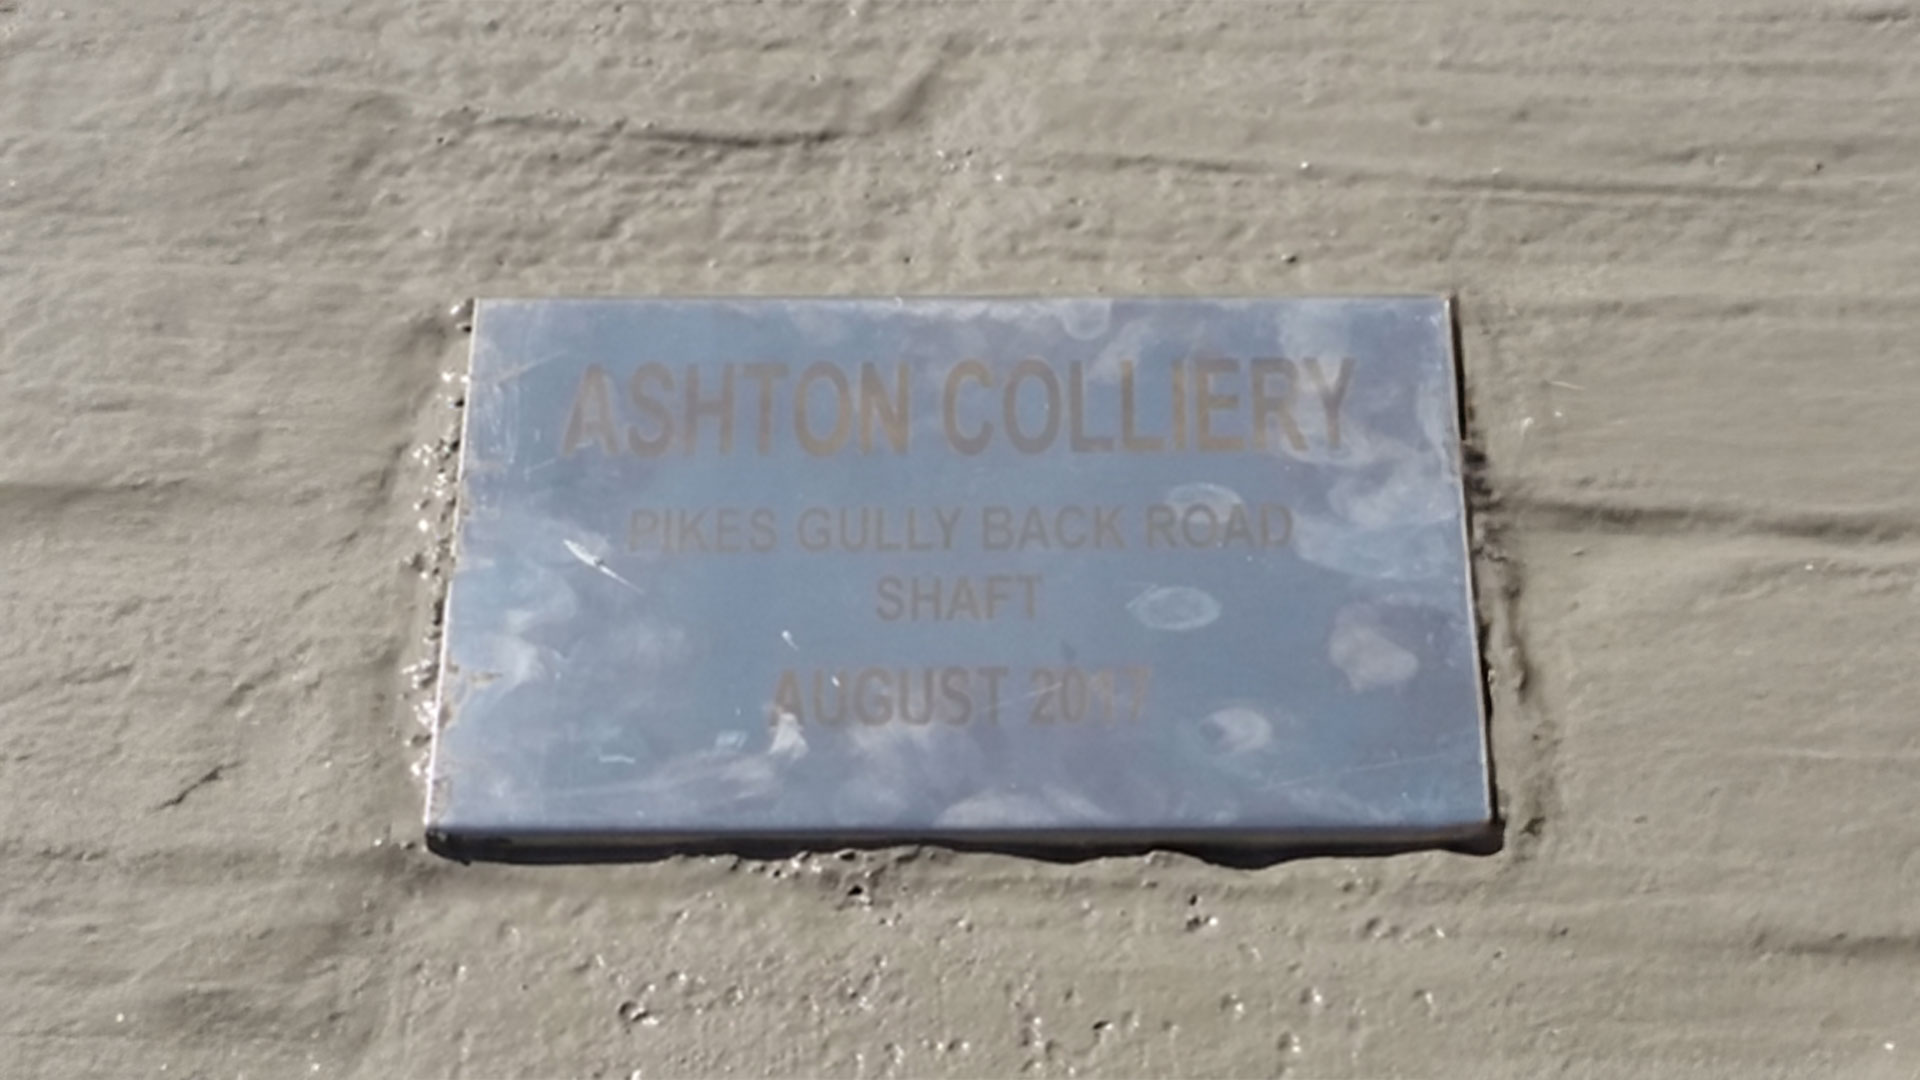 ASHTON COLLIERY
PIKES GULLY BACK ROAD
SHAFT
AUGUST 2017